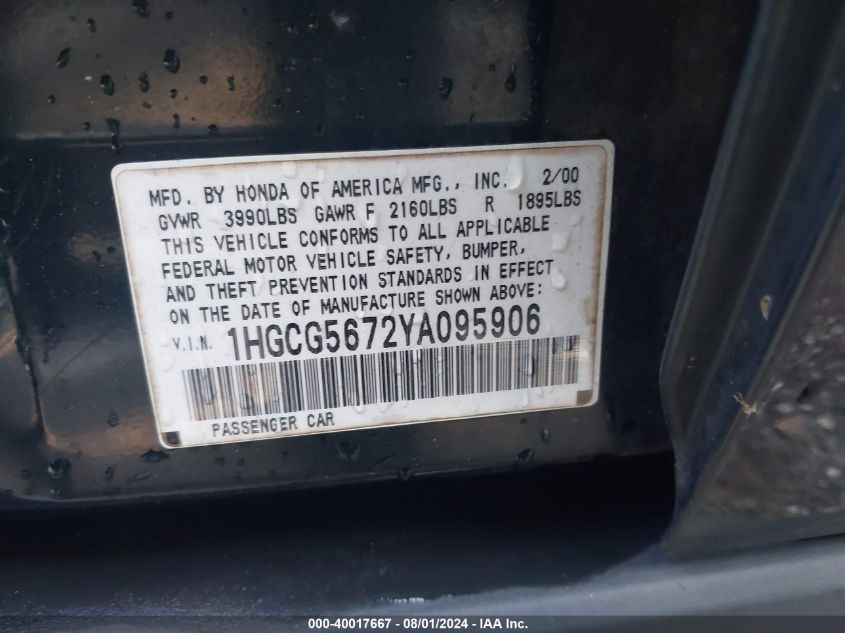 MFD. BY HONDA OF AMERICA MFG., INC. 2/00
GVWR 3990LBS GAWR F 2160LBS R 1895LBS
THIS VEHICLE CONFORMS TO ALL APPLICABLE
FEDERAL MOTOR VEHICLE SAFETY, BUMPER,
AND THEFT PREVENTION STANDARDS IN EFFECT
ON THE DATE OF MANUFACTURE SHOWN ABOVE:
V.I.N. 1HGCG5672YA095906
PASSENGER CAR
000-40017667 - 08/01/2024 - IAA Inc.